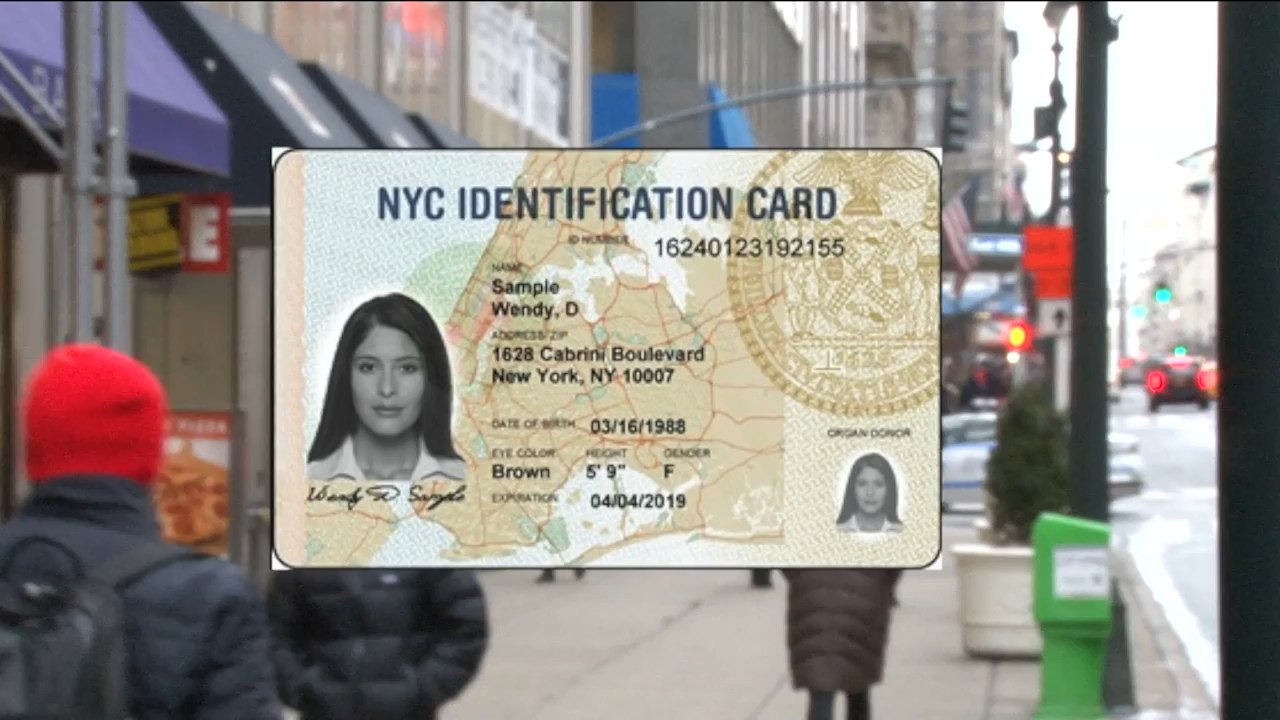 NYC IDENTIFICATION CARD
ID NUMBER 16240123192155
NAME
Sample
Wendy, D
ADDRESS/ZIP
1628 Cabrini Boulevard
New York, NY 10007
DATE OF BIRTH 03/16/1988
EYE COLOR HEIGHT GENDER
Brown 5' 9" F
EXPIRATION 04/04/2019
ORGAN DONOR
Wendy D Sample